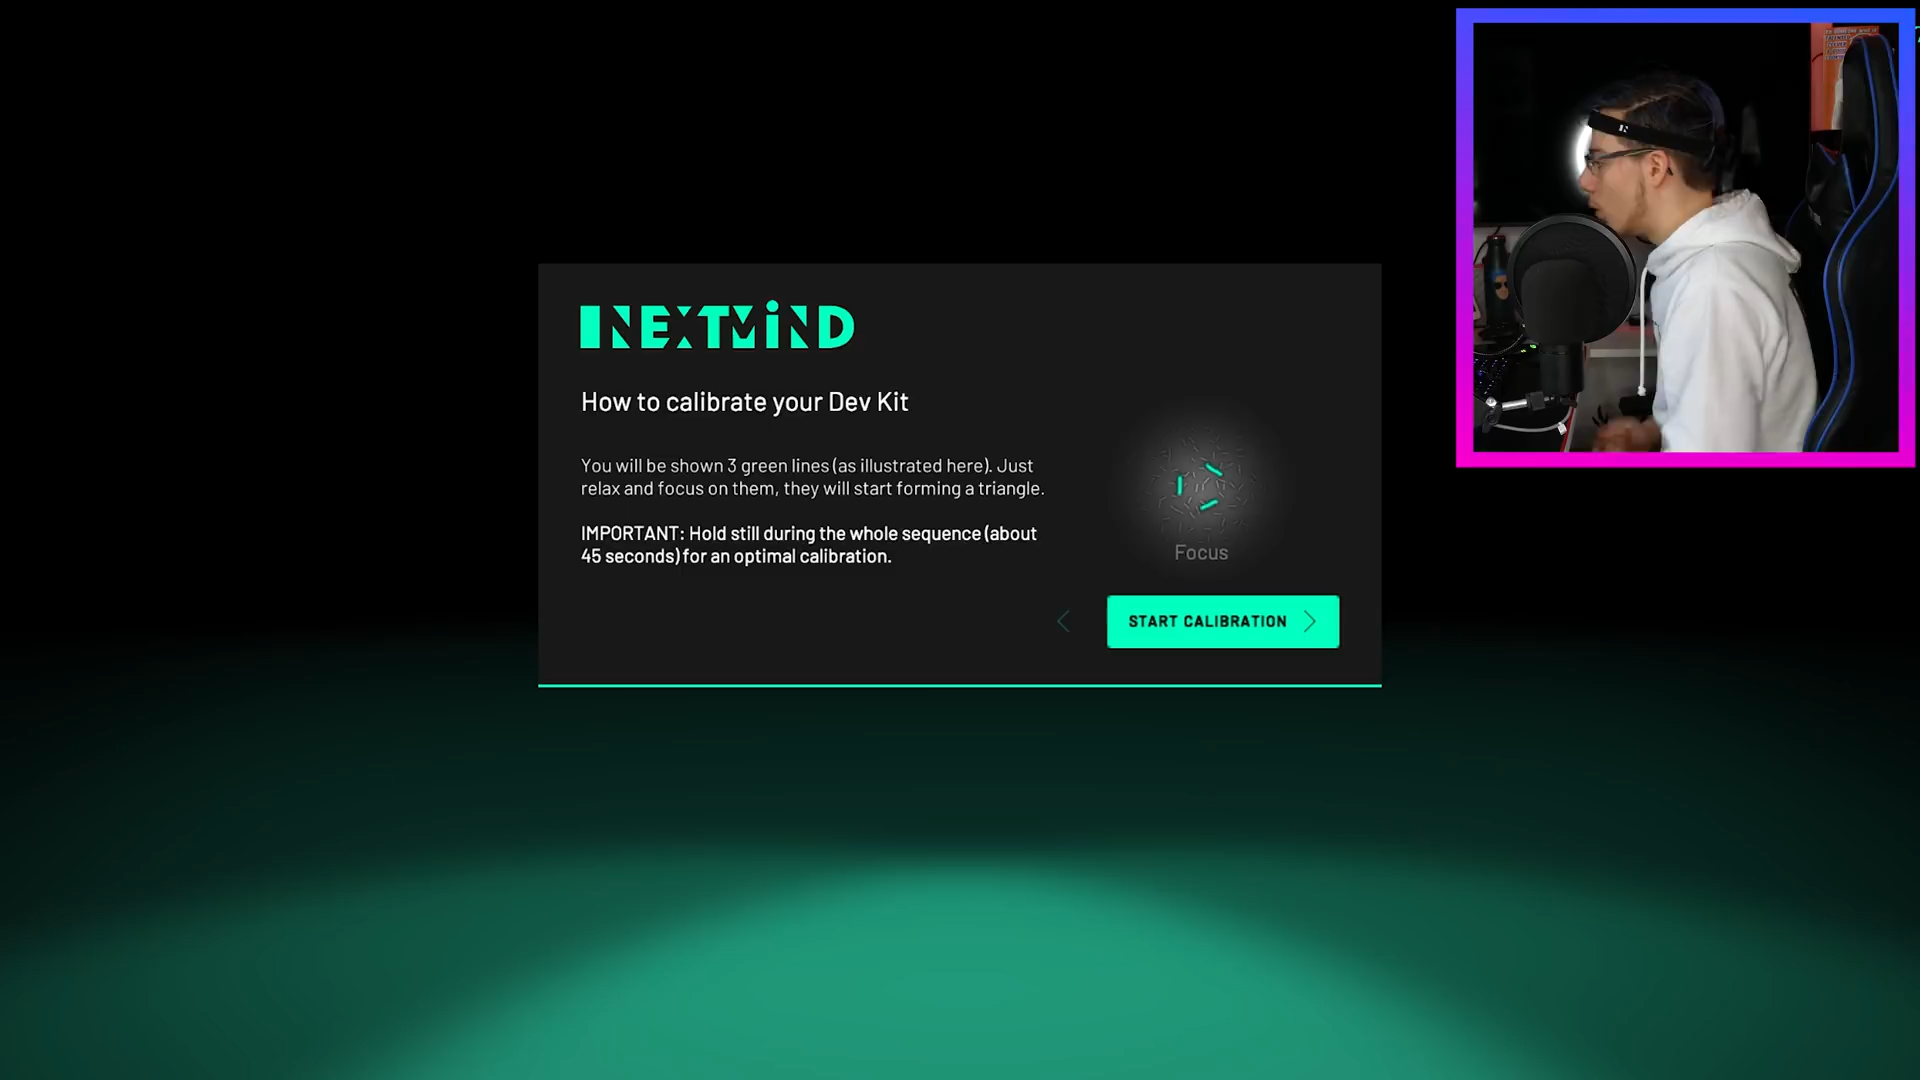 NEXTMIND
How to calibrate your Dev Kit
You will be shown 3 green lines (as illustrated here). Just
relax and focus on them, they will start forming a triangle.
IMPORTANT: Hold still during the whole sequence (about
45 seconds) for an optimal calibration.
Focus
START CALIBRATION